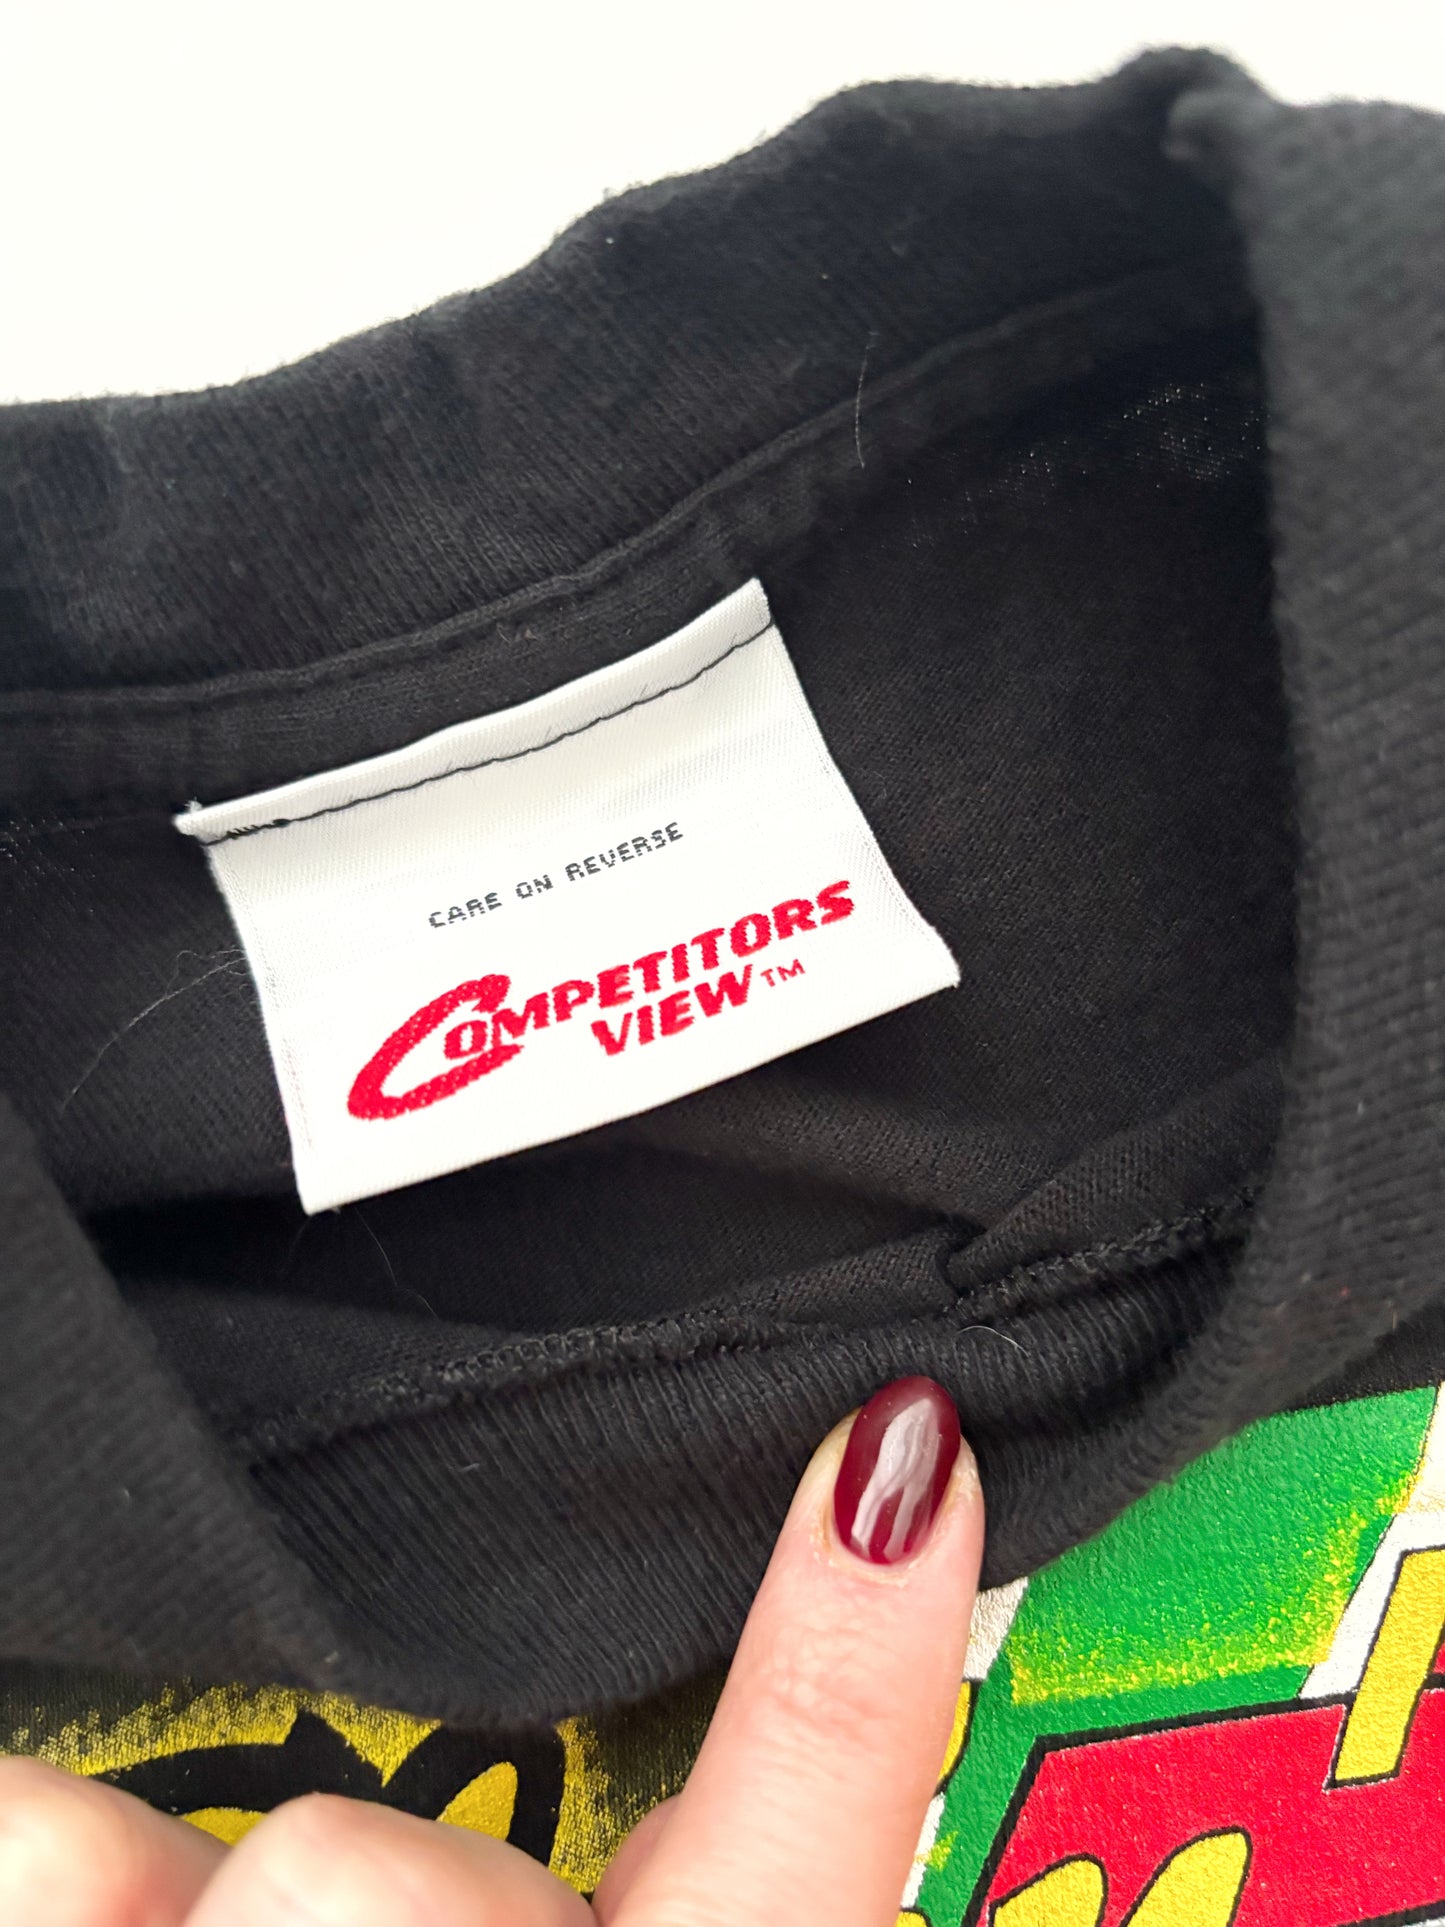 CARE ON REVERSE
COMPETITORS
VIEW™